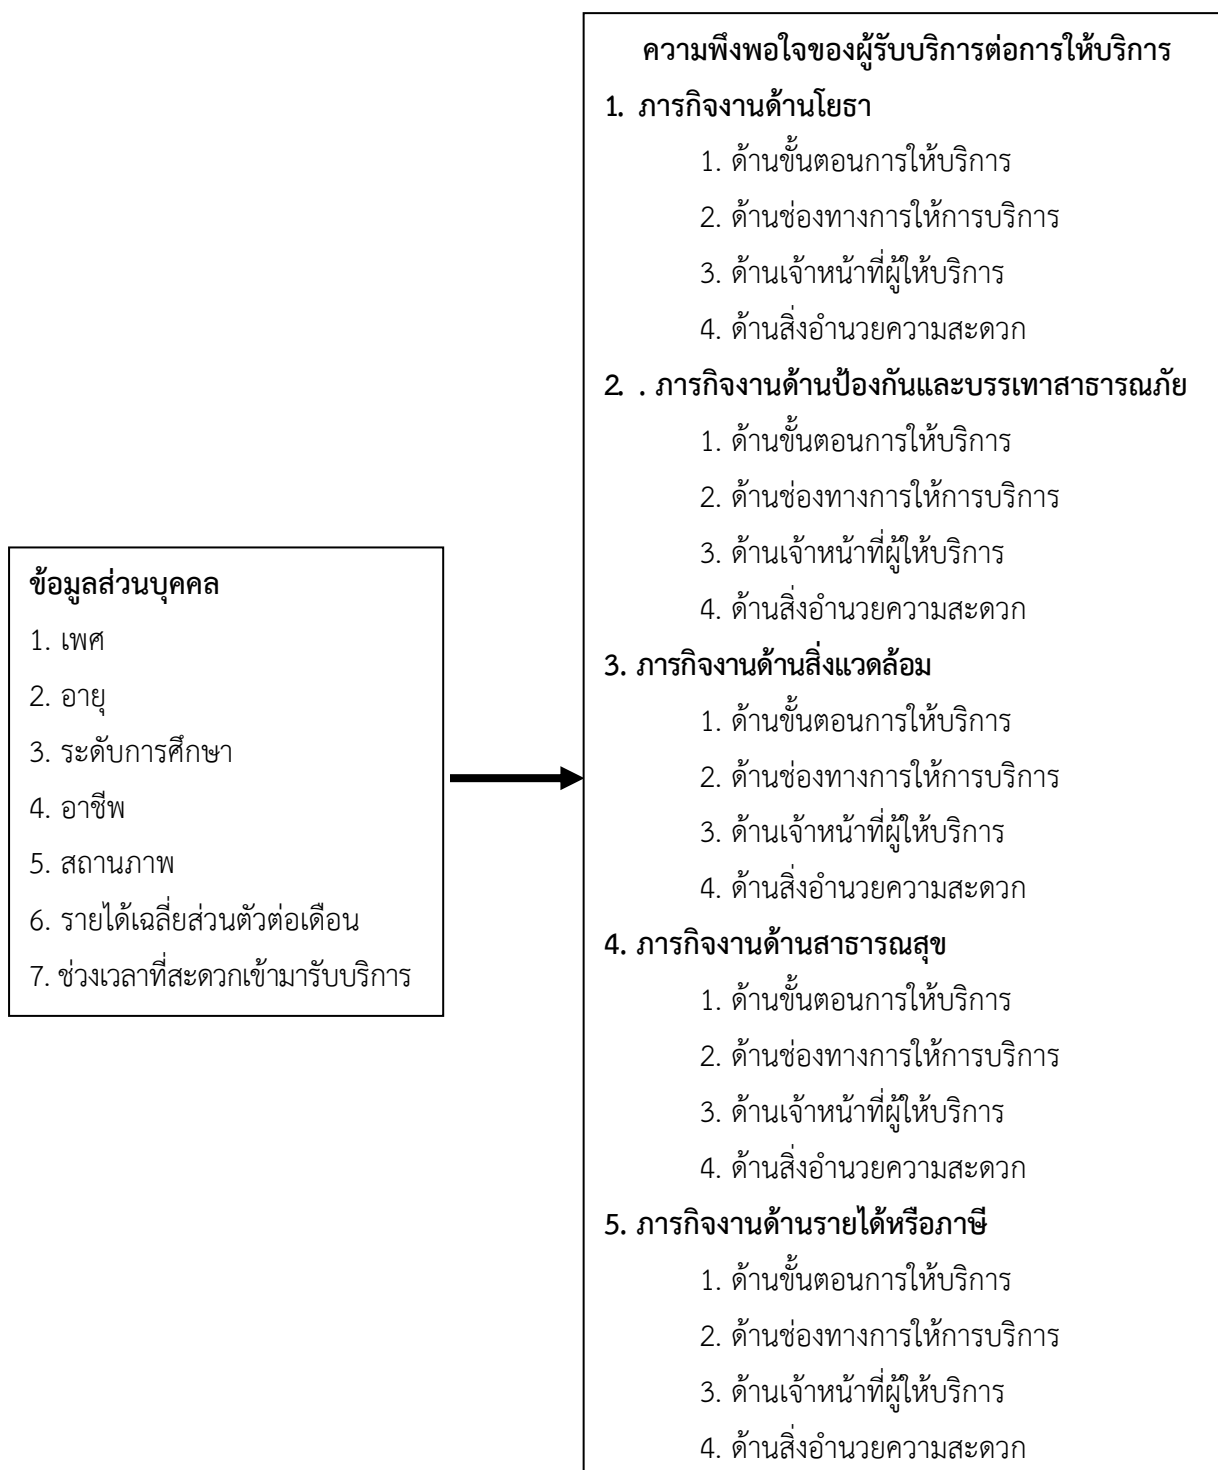 ข้อมูลส่วนบุคคล
1. เพศ
2. อายุ
3. ระดับการศึกษา
4. อาชีพ
5. สถานภาพ
6. รายได้เฉลี่ยส่วนตัวต่อเดือน
7. ช่วงเวลาที่สะดวกเข้ามารับบริการ
ความพึงพอใจของผู้รับบริการต่อการให้บริการ
1. ภารกิจงานด้านโยธา
1. ด้านขั้นตอนการให้บริการ
2. ด้านช่องทางการให้การบริการ
3. ด้านเจ้าหน้าที่ผู้ให้บริการ
4. ด้านสิ่งอำนวยความสะดวก
2. . ภารกิจงานด้านป้องกันและบรรเทาสาธารณภัย
1. ด้านขั้นตอนการให้บริการ
2. ด้านช่องทางการให้การบริการ
3. ด้านเจ้าหน้าที่ผู้ให้บริการ
4. ด้านสิ่งอำนวยความสะดวก
3. ภารกิจงานด้านสิ่งแวดล้อม
1. ด้านขั้นตอนการให้บริการ
2. ด้านช่องทางการให้การบริการ
3. ด้านเจ้าหน้าที่ผู้ให้บริการ
4. ด้านสิ่งอำนวยความสะดวก
4. ภารกิจงานด้านสาธารณสุข
1. ด้านขั้นตอนการให้บริการ
2. ด้านช่องทางการให้การบริการ
3. ด้านเจ้าหน้าที่ผู้ให้บริการ
4. ด้านสิ่งอำนวยความสะดวก
5. ภารกิจงานด้านรายได้หรือภาษี
1. ด้านขั้นตอนการให้บริการ
2. ด้านช่องทางการให้การบริการ
3. ด้านเจ้าหน้าที่ผู้ให้บริการ
4. ด้านสิ่งอำนวยความสะดวก